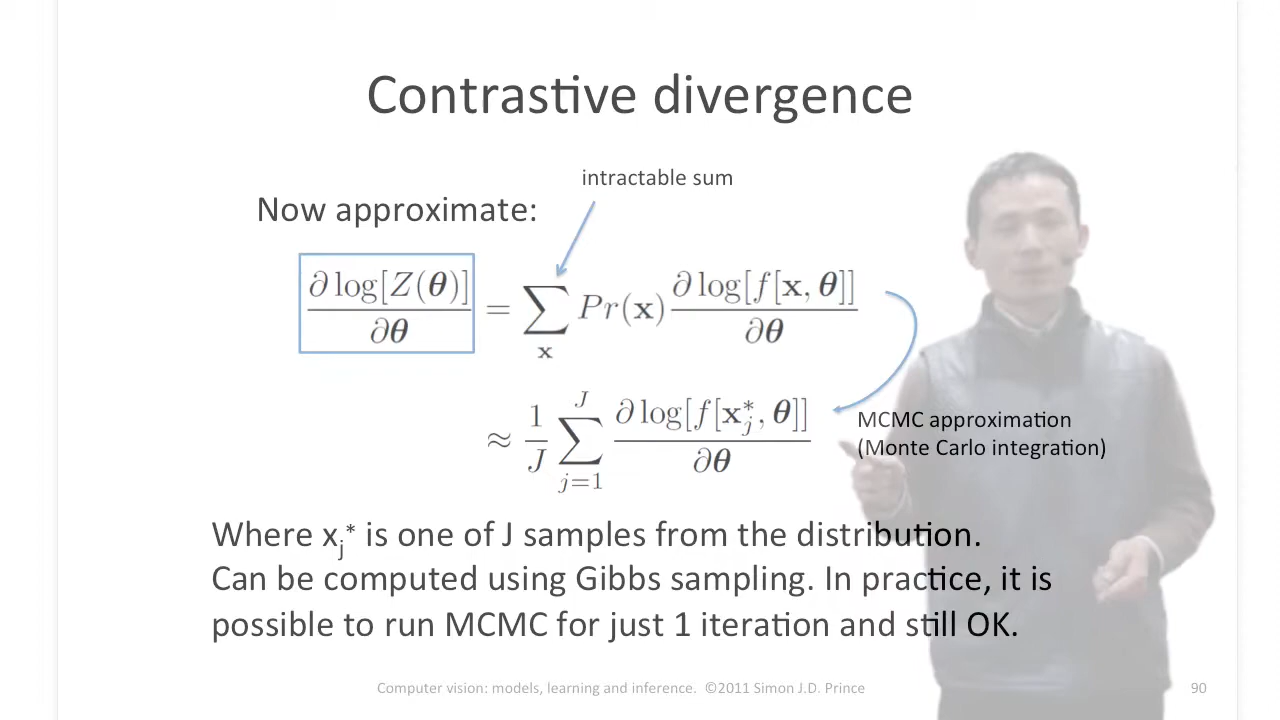 Contrastive divergence
intractable sum
Now approximate:
∂ log[Z(θ)] / ∂θ = ∑_x Pr(x) ∂ log[f[x, θ]] / ∂θ
≈ 1/J ∑_{j=1}^{J} ∂ log[f[x_j^*, θ]] / ∂θ
MCMC approximation
(Monte Carlo integration)
Where x_j^* is one of J samples from the distribution.
Can be computed using Gibbs sampling. In practice, it is
possible to run MCMC for just 1 iteration and still OK.
Computer vision: models, learning and inference. ©2011 Simon J.D. Prince
90